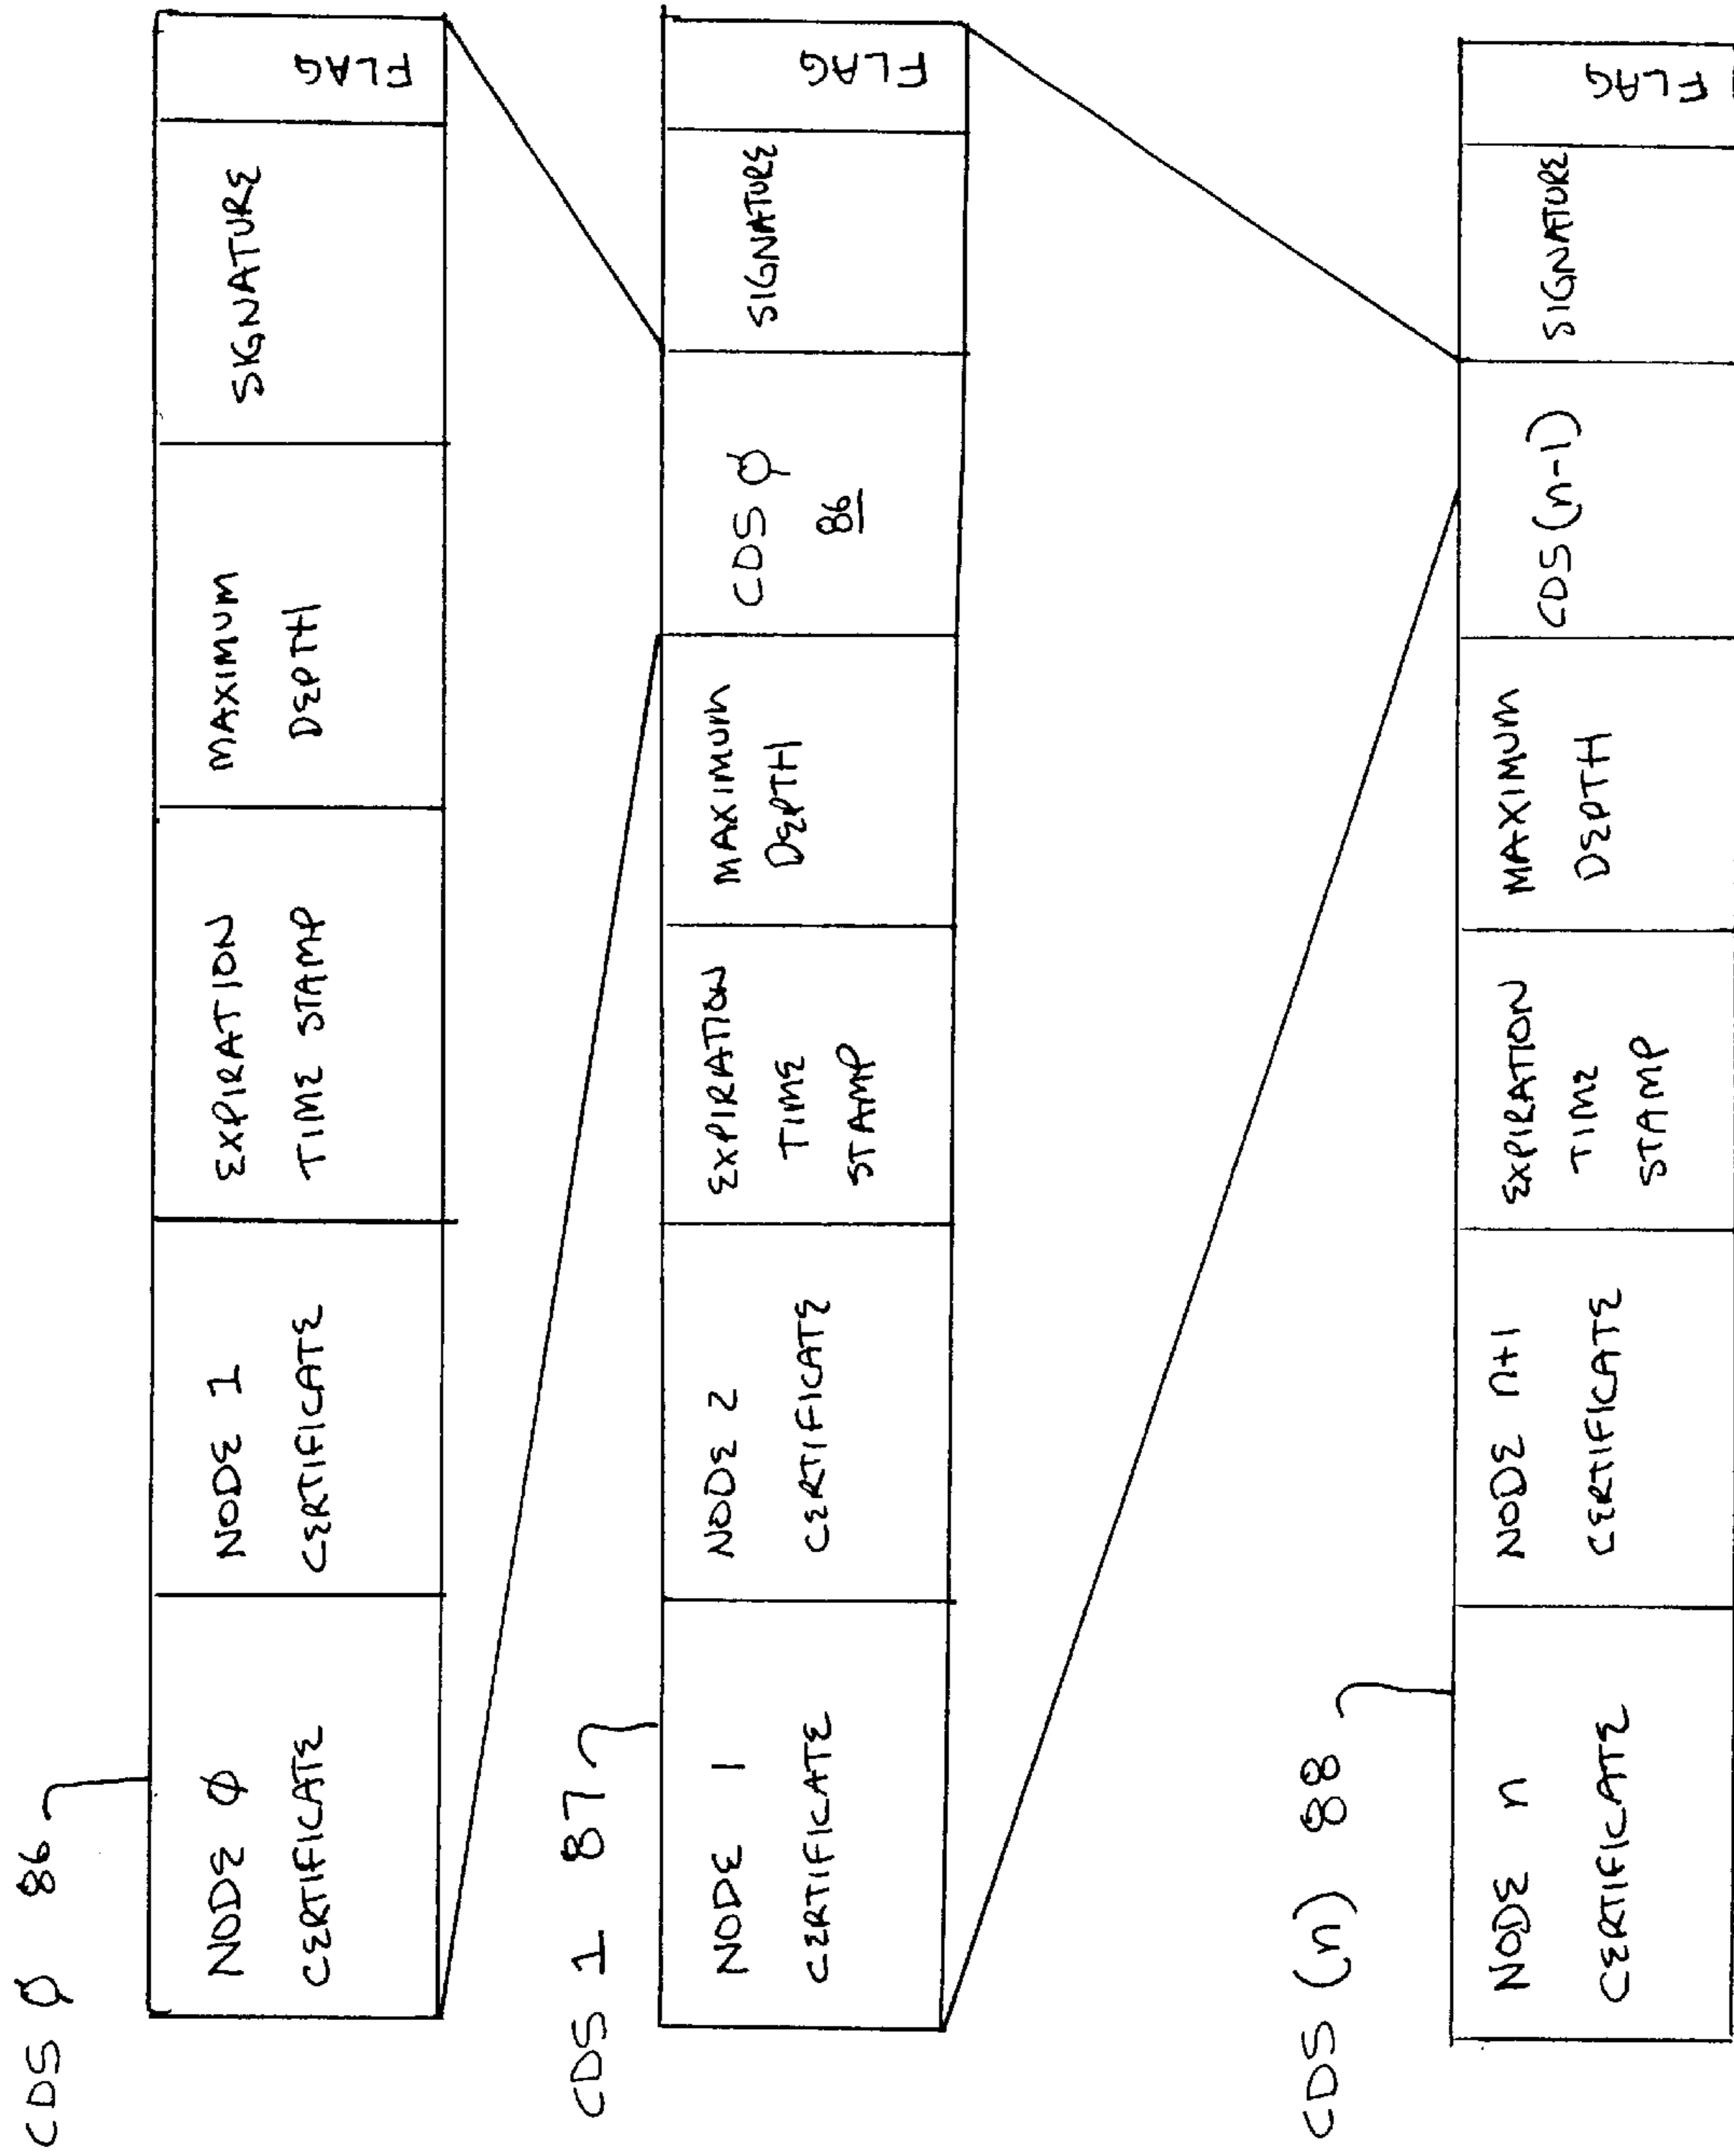 CDS Ø 86
NODE Ø
CERTIFICATE
NODE 1
CERTIFICATE
EXPIRATION
TIME STAMP
MAXIMUM
DEPTH
SIGNATURE
FLAG
CDS 1 87
NODE 1
CERTIFICATE
NODE 2
CERTIFICATE
EXPIRATION
TIME
STAMP
MAXIMUM
DEPTH
CDS Ø
86
SIGNATURE
FLAG
CDS (n) 88
NODE n
CERTIFICATE
NODE n+1
CERTIFICATE
EXPIRATION
TIME
STAMP
MAXIMUM
DEPTH
CDS (n-1)
SIGNATURE
FLAG